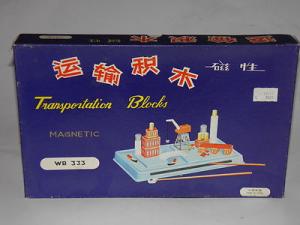 运输积木 磁性
Transportation Blocks
MAGNETIC
WB 333